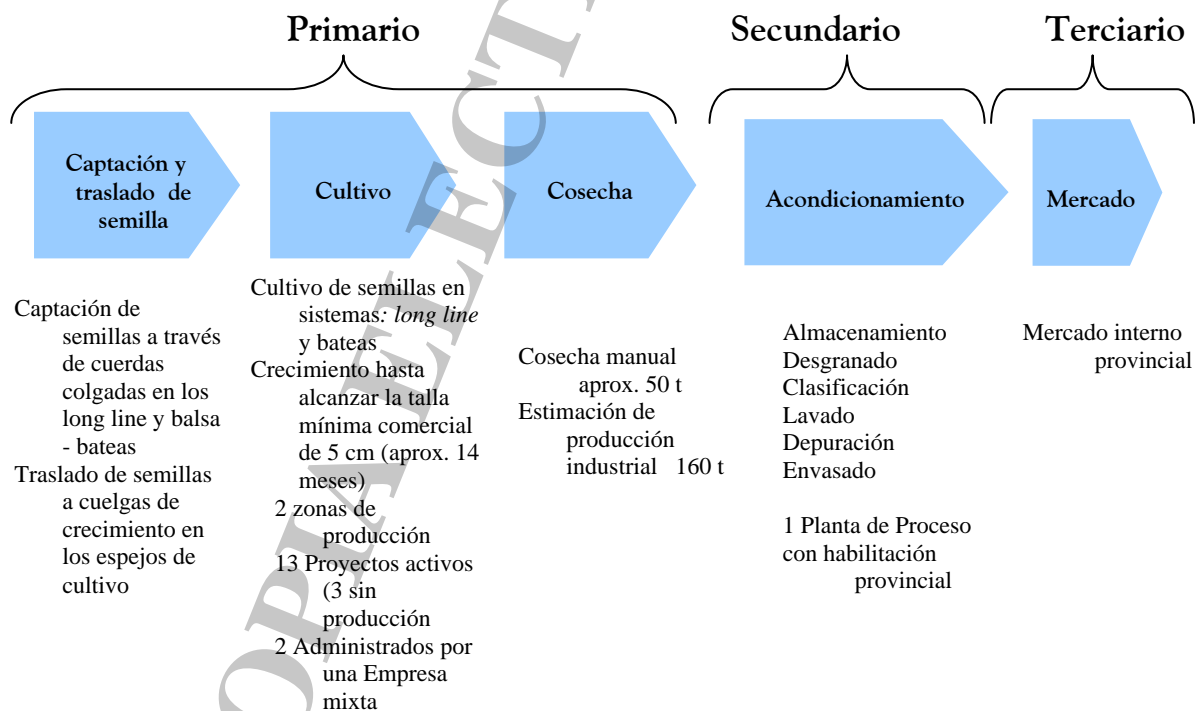 Primario
Secundario
Terciario
Captación y
traslado de
semilla
Cultivo
Cosecha
Acondicionamiento
Mercado
Captación de
semillas a través
de cuerdas
colgadas en los
long line y balsa
- bateas
Traslado de semillas
a cuelgas de
crecimiento en
los espejos de
cultivo
Cultivo de semillas en
sistemas: long line
y bateas
Crecimiento hasta
alcanzar la talla
mínima comercial
de 5 cm (aprox. 14
meses)
2 zonas de
producción
13 Proyectos activos
(3 sin
producción
2 Administrados por
una Empresa
mixta
Cosecha manual
aprox. 50 t
Estimación de
producción
industrial 160 t
Almacenamiento
Desgranado
Clasificación
Lavado
Depuración
Envasado
1 Planta de Proceso
con habilitación
provincial
Mercado interno
provincial
OPIA ELECT